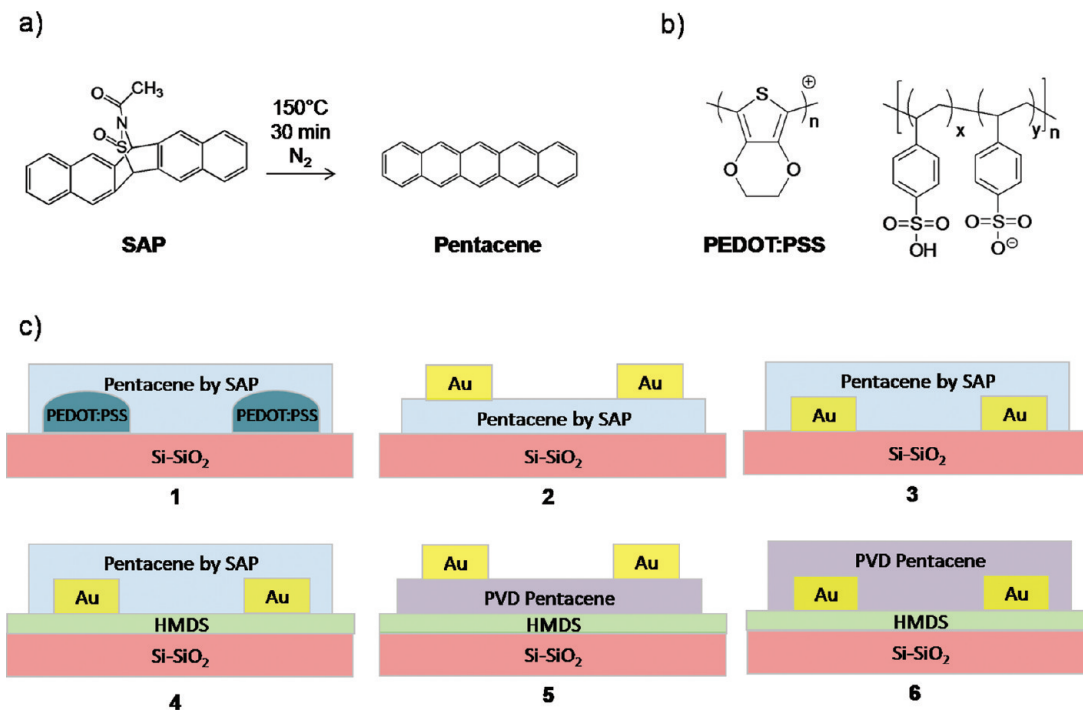 a)
b)
O
CH₃
N
O
S
150°C
30 min
N₂
SAP
Pentacene
S
⊕
n
O
O
PEDOT:PSS
x
y
n
O=S=O
OH
O=S=O
O⊖
c)
Pentacene by SAP
PEDOT:PSS
PEDOT:PSS
Si-SiO₂
1
Au
Au
Pentacene by SAP
Si-SiO₂
2
Pentacene by SAP
Au
Au
Si-SiO₂
3
Pentacene by SAP
Au
Au
HMDS
Si-SiO₂
4
Au
Au
PVD Pentacene
HMDS
Si-SiO₂
5
PVD Pentacene
Au
Au
HMDS
Si-SiO₂
6